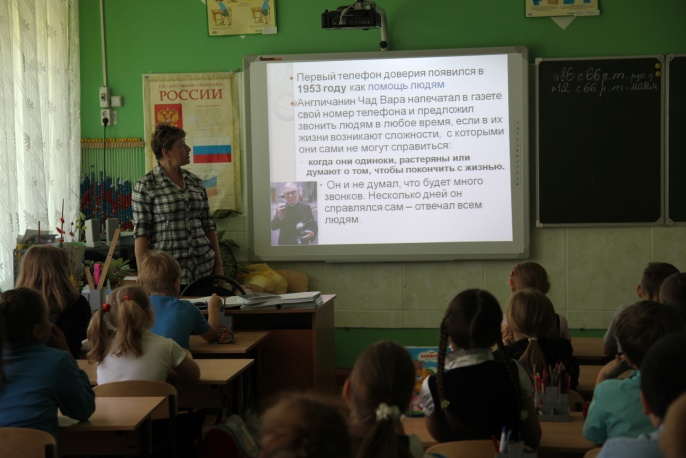 РОССИИ
• Первый телефон доверия появился в
1953 году как помощь людям
• Англичанин Чад Вара напечатал в газете
свой номер телефона и предложил
звонить людям в любое время, если в их
жизни возникают сложности, с которыми
они сами не могут справиться:
- когда они одиноки, растеряны или
думают о том, чтобы покончить с жизнью.
- Он и не думал, что будет много
звонков. Несколько дней он
справлялся сам – отвечал всем
людям.